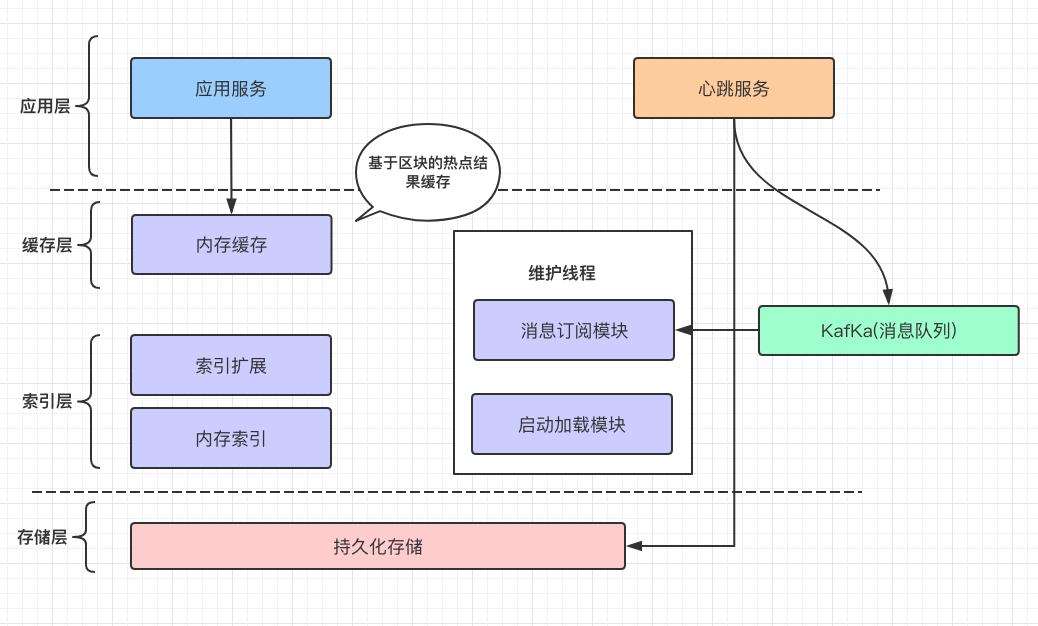 应用层
应用服务
心跳服务
基于区块的热点结
果缓存
缓存层
内存缓存
维护线程
消息订阅模块
KafKa(消息队列)
索引层
索引扩展
内存索引
启动加载模块
存储层
持久化存储